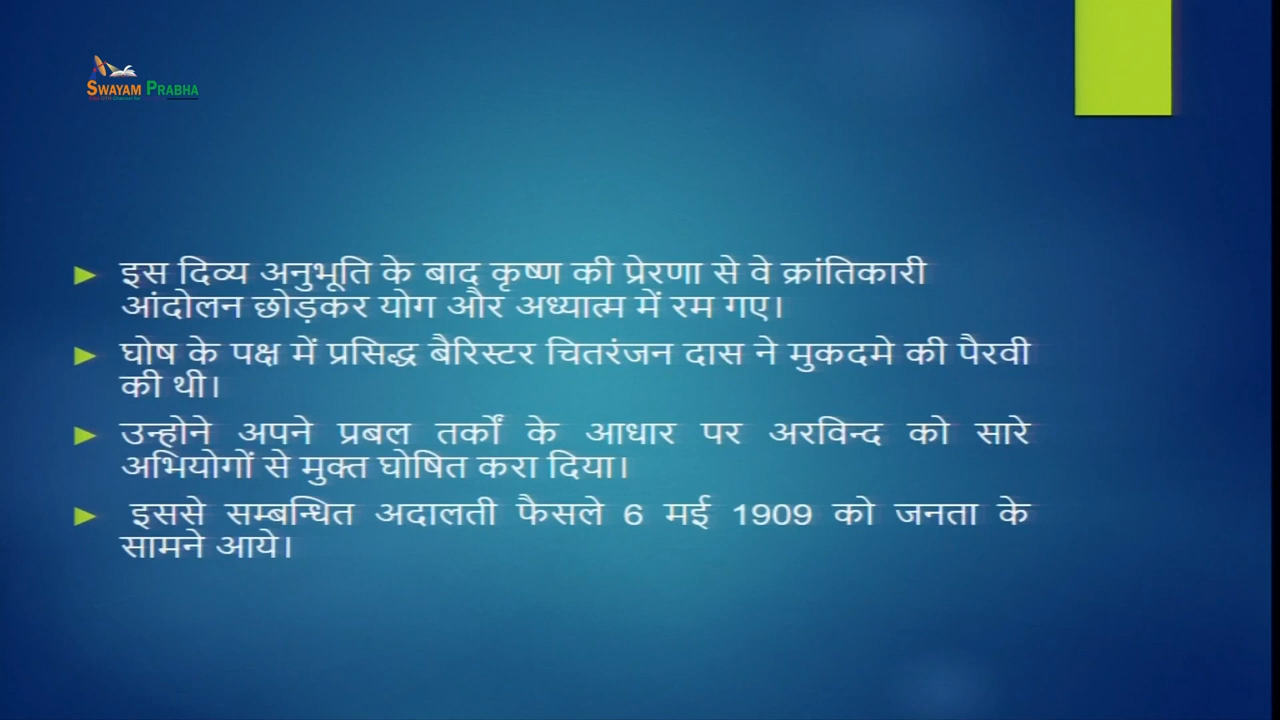 SWAYAM PRABHA
इस दिव्य अनुभूति के बाद कृष्ण की प्रेरणा से वे क्रांतिकारी
आंदोलन छोड़कर योग और अध्यात्म में रम गए।
घोष के पक्ष में प्रसिद्ध बैरिस्टर चितरंजन दास ने मुकदमे की पैरवी
की थी।
उन्होने अपने प्रबल तर्कों के आधार पर अरविन्द को सारे
अभियोगों से मुक्त घोषित करा दिया।
इससे सम्बन्धित अदालती फैसले 6 मई 1909 को जनता के
सामने आये।